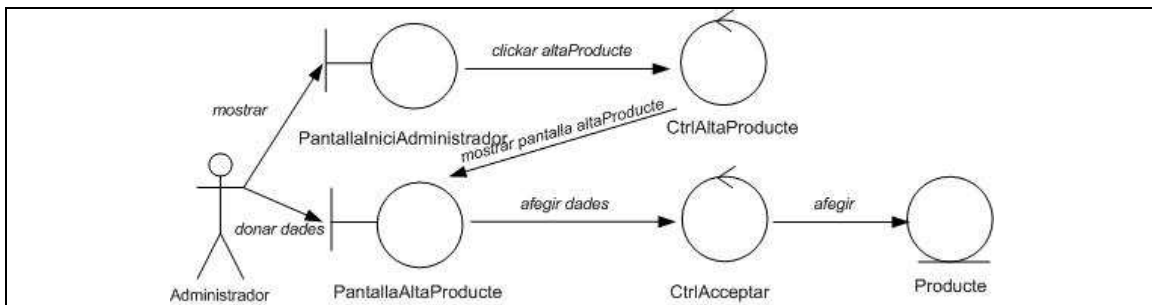 clickar altaProducte
mostrar
PantallaIniciAdministrador
CtrlAltaProducte
mostrar pantalla altaProducte
donar dades
afegir dades
afegir
Administrador
PantallaAltaProducte
CtrlAcceptar
Producte